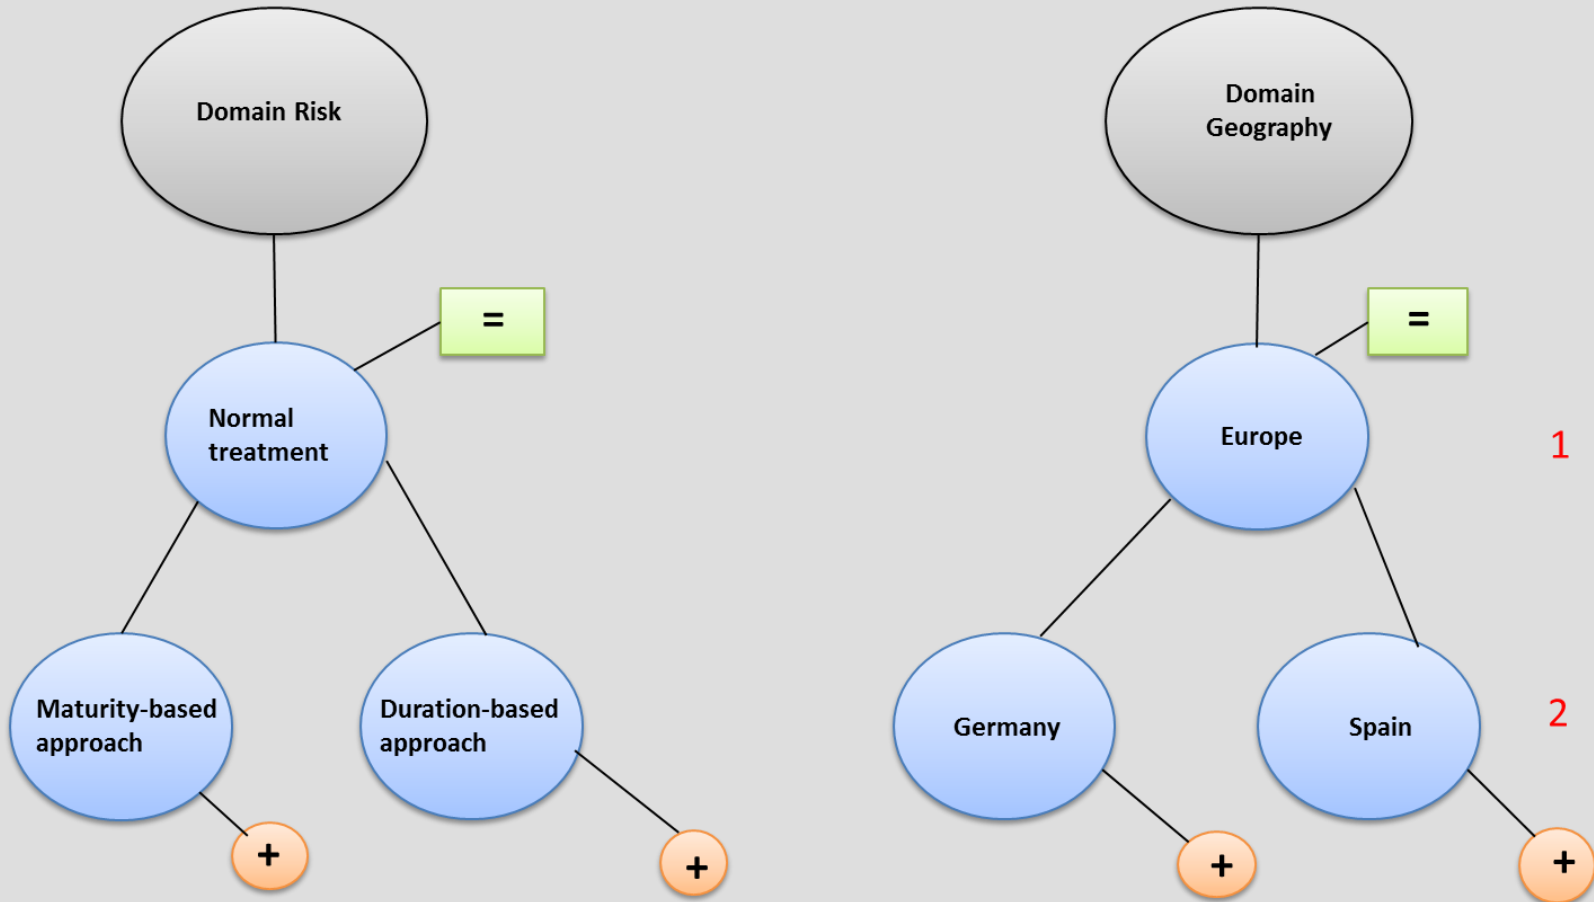 Domain Risk
Domain
Geography
=
=
Normal
treatment
Europe
1
Maturity-based
approach
Duration-based
approach
Germany
Spain
2
+
+
+
+